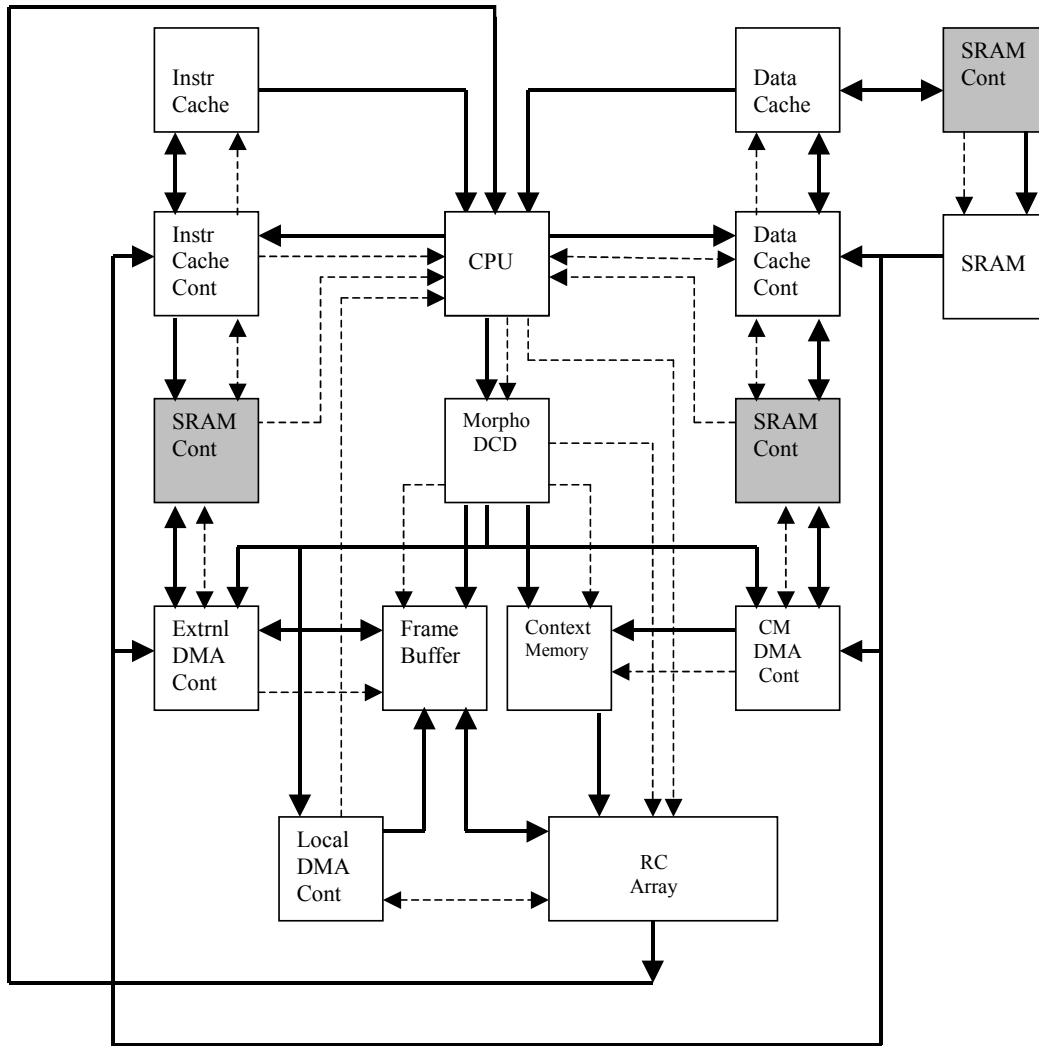 Instr
Cache
Data
Cache
SRAM
Cont
Instr
Cache
Cont
CPU
Data
Cache
Cont
SRAM
SRAM
Cont
Morpho
DCD
SRAM
Cont
Extrnl
DMA
Cont
Frame
Buffer
Context
Memory
CM
DMA
Cont
Local
DMA
Cont
RC
Array